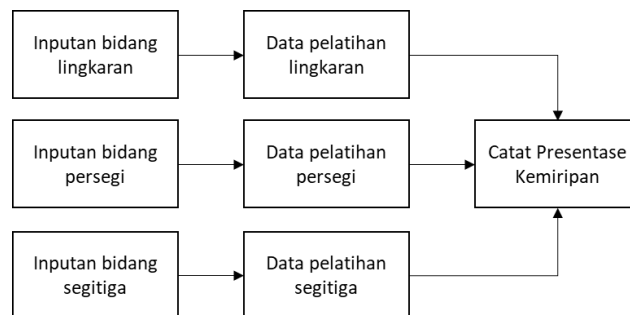 Inputan bidang
lingkaran
Data pelatihan
lingkaran
Inputan bidang
persegi
Data pelatihan
persegi
Catat Presentase
Kemiripan
Inputan bidang
segitiga
Data pelatihan
segitiga